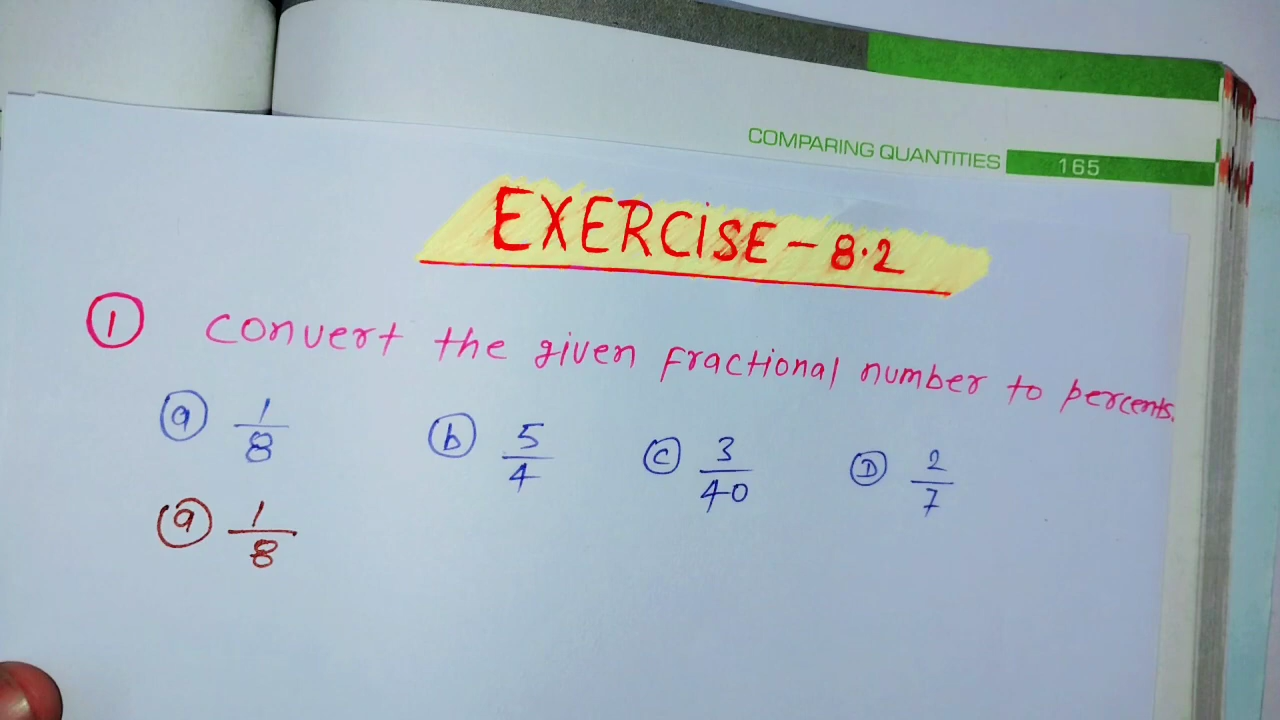 COMPARING QUANTITIES 165
EXERCISE - 8.2
① convert the given fractional number to percents.
ⓐ 1/8 ⓑ 5/4 ⓒ 3/40 Ⓓ 2/7
ⓐ 1/8